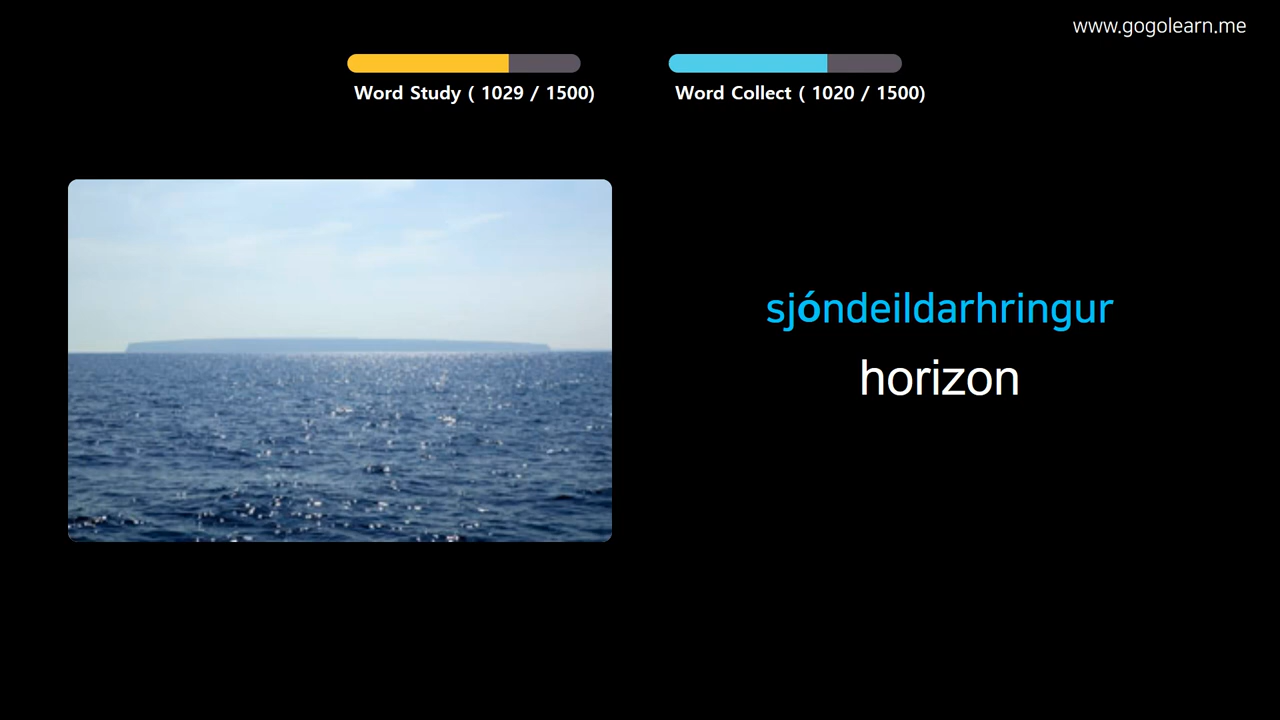 www.gogolearn.me
Word Study ( 1029 / 1500)
Word Collect ( 1020 / 1500)
sjóndeildarhringur
horizon